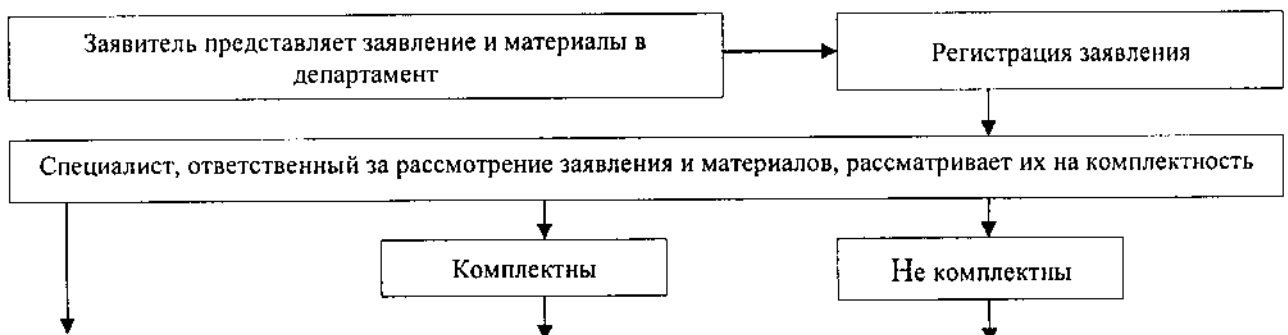 Заявитель представляет заявление и материалы в
департамент
Регистрация заявления
Специалист, ответственный за рассмотрение заявления и материалов, рассматривает их на комплектность
Комплектны
Не комплектны